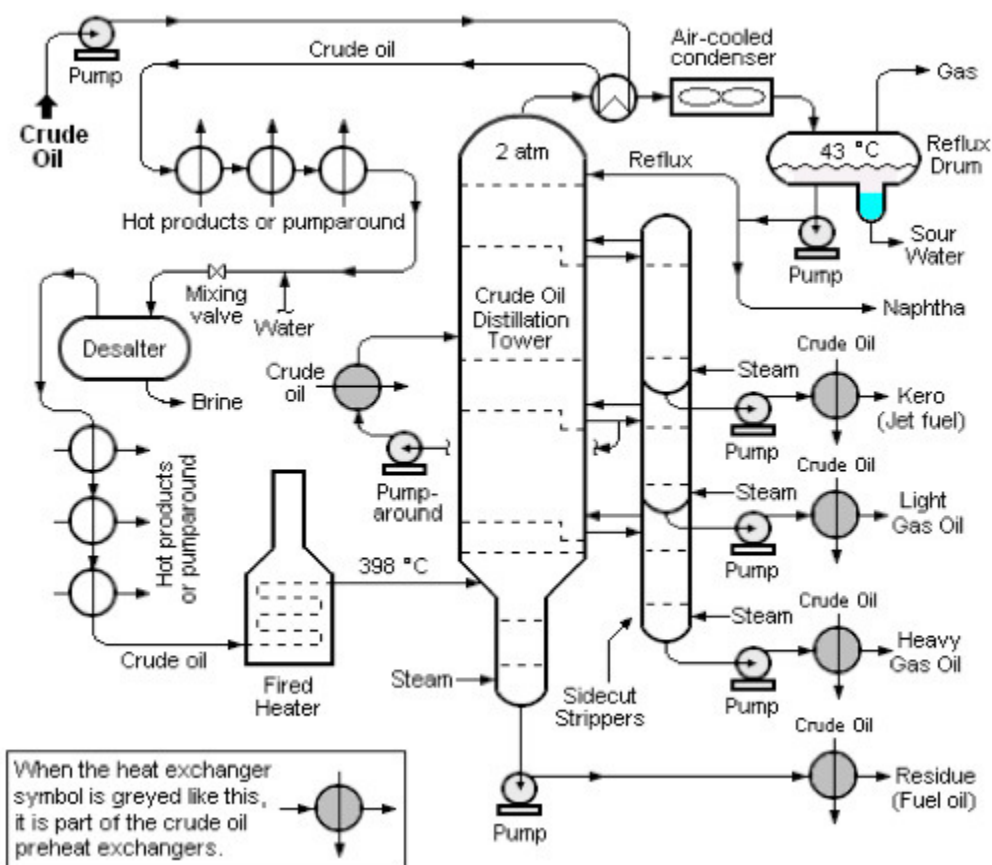 Pump
Crude
Oil
Crude oil
Air-cooled
condenser
Gas
2 atm
Reflux
43 °C
Reflux
Drum
Hot products or pumparound
Pump
Sour
Water
Mixing
valve
Water
Naphtha
Desalter
Brine
Crude Oil
Distillation
Tower
Crude
oil
Steam
Crude Oil
Kero
(Jet fuel)
Pump
Pump-
around
Hot products
or pumparound
Steam
Crude Oil
Light
Gas Oil
Pump
398 °C
Crude oil
Fired
Heater
Steam
Steam
Crude Oil
Heavy
Gas Oil
Pump
Sidecut
Strippers
Crude Oil
Residue
(Fuel oil)
Pump
When the heat exchanger
symbol is greyed like this,
it is part of the crude oil
preheat exchangers.